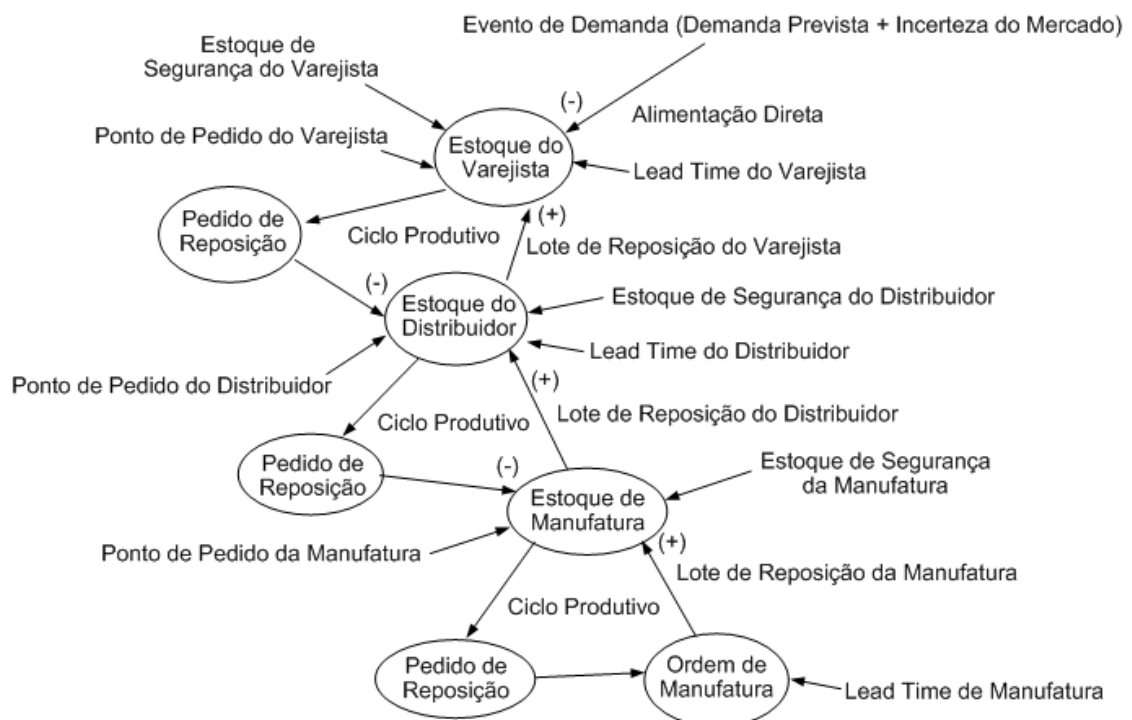 Evento de Demanda (Demanda Prevista + Incerteza do Mercado)
Estoque de
Segurança do Varejista
(-)
Alimentação Direta
Ponto de Pedido do Varejista
Estoque do
Varejista
Lead Time do Varejista
Pedido de
Reposição
(+)
Ciclo Produtivo
Lote de Reposição do Varejista
(-)
Estoque do
Distribuidor
Estoque de Segurança do Distribuidor
Lead Time do Distribuidor
Ponto de Pedido do Distribuidor
(+)
Ciclo Produtivo
Lote de Reposição do Distribuidor
Pedido de
Reposição
(-)
Estoque de
Manufatura
Estoque de Segurança
da Manufatura
Ponto de Pedido da Manufatura
(+)
Lote de Reposição da Manufatura
Ciclo Produtivo
Pedido de
Reposição
Ordem de
Manufatura
Lead Time de Manufatura